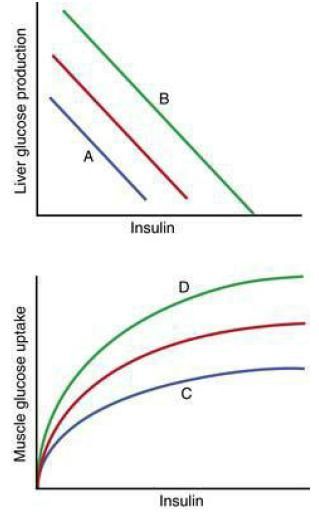 Liver glucose production
B
A
Insulin
Muscle glucose uptake
D
C
Insulin